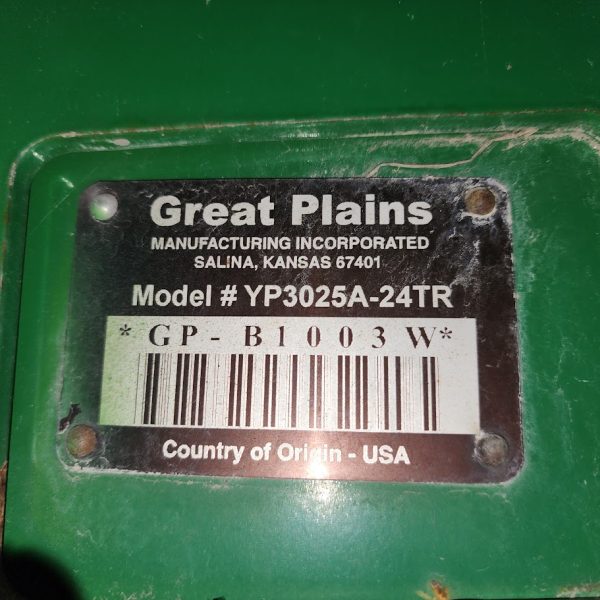 Great Plains
MANUFACTURING INCORPORATED
SALINA, KANSAS 67401
Model # YP3025A-24TR
*GP-B1003W*
Country of Origin - USA